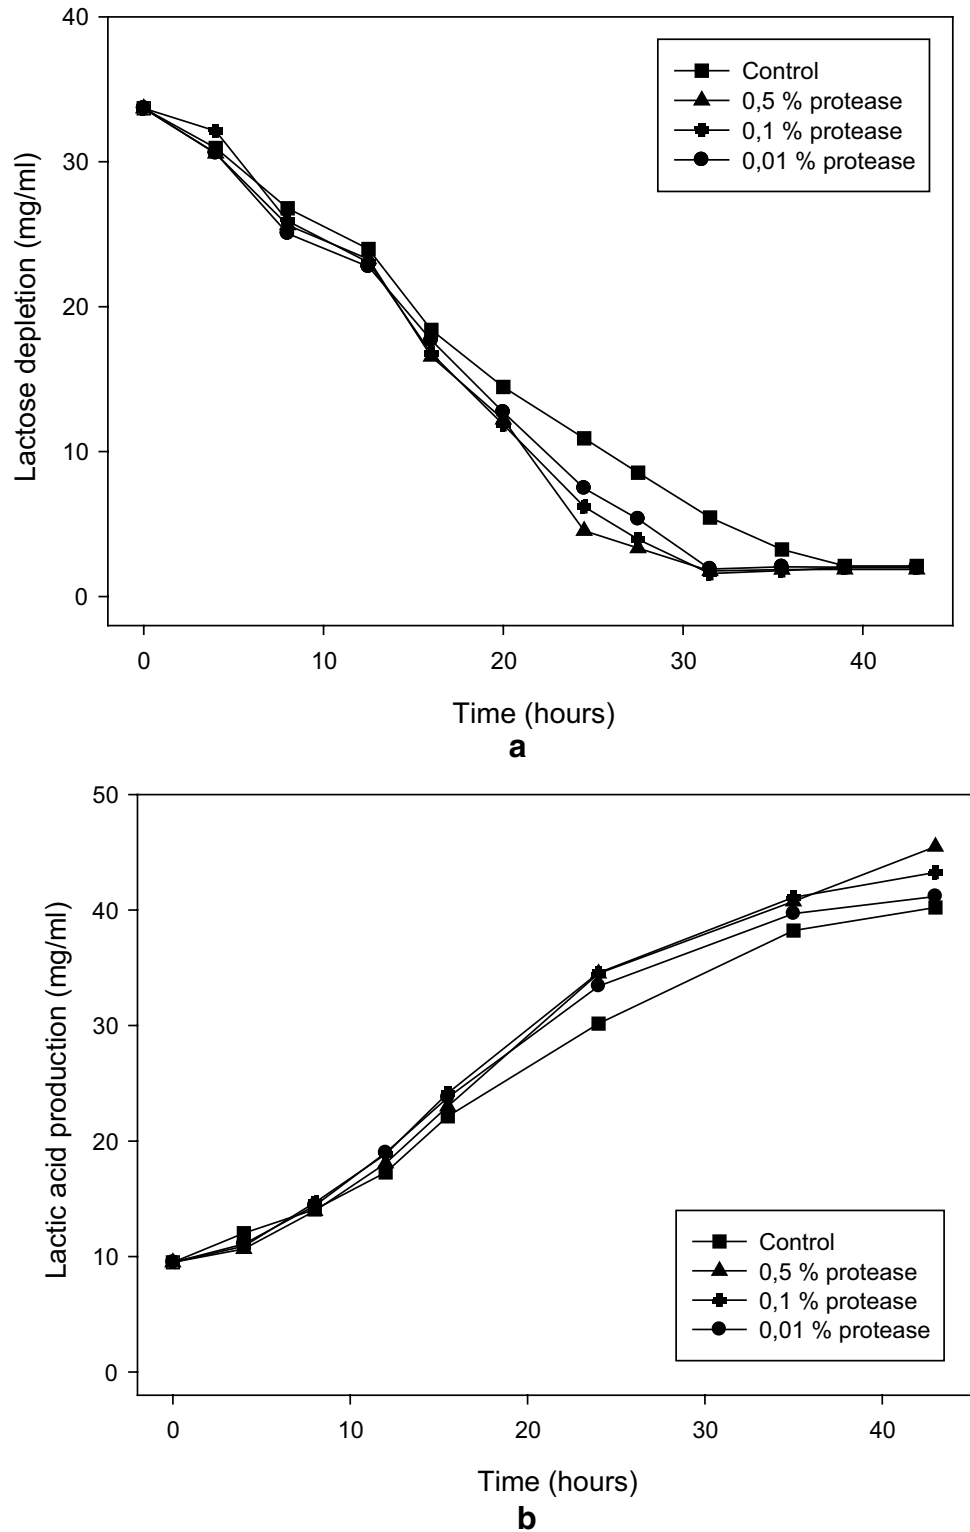 40
Control
0,5 % protease
0,1 % protease
0,01 % protease
30
20
10
0
Lactose depletion (mg/ml)
0 10 20 30 40
Time (hours)
a
50
40
30
20
10
0
Lactic acid production (mg/ml)
Control
0,5 % protease
0,1 % protease
0,01 % protease
0 10 20 30 40
Time (hours)
b